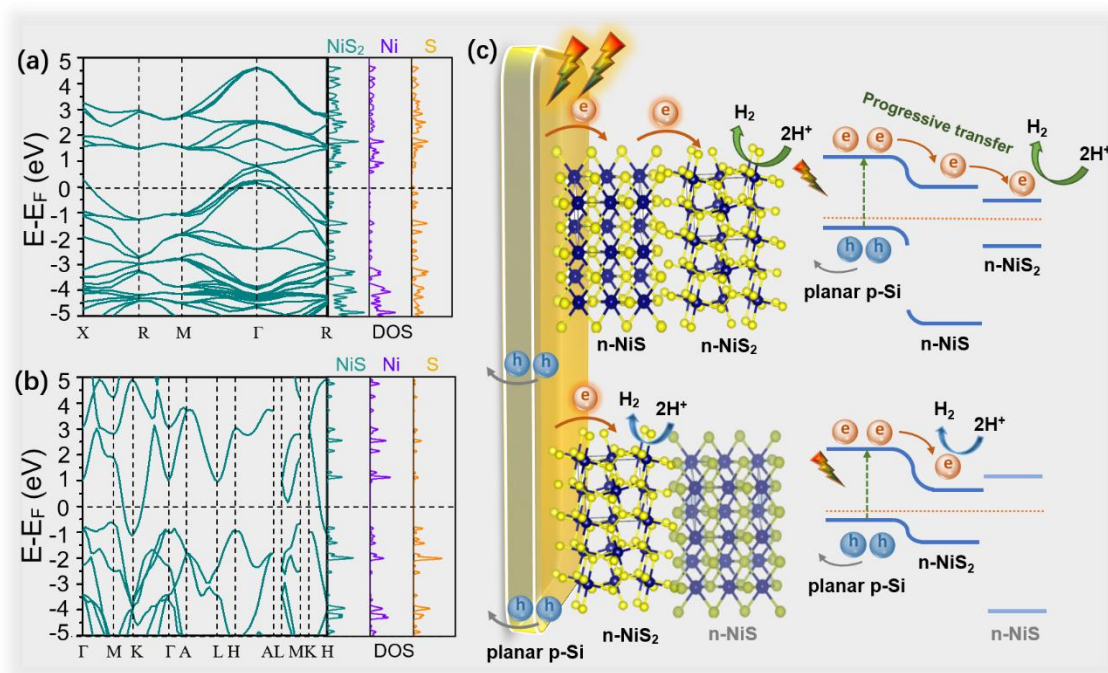 (a)
NiS₂
Ni
S
E-E_F (eV)
5
4
3
2
1
0
-1
-2
-3
-4
-5
X
R
M
Γ
R
DOS
(b)
NiS
Ni
S
E-E_F (eV)
5
4
3
2
1
0
-1
-2
-3
-4
-5
Γ
M
K
Γ
A
L
H
A
L
M
K
H
DOS
(c)
e
e
H₂
2H⁺
n-NiS
n-NiS₂
h
h
e
H₂
2H⁺
n-NiS₂
n-NiS
h
h
planar p-Si
Progressive transfer
H₂
2H⁺
e
e
e
e
h
h
planar p-Si
n-NiS₂
n-NiS
H₂
2H⁺
e
e
e
h
h
planar p-Si
n-NiS₂
n-NiS